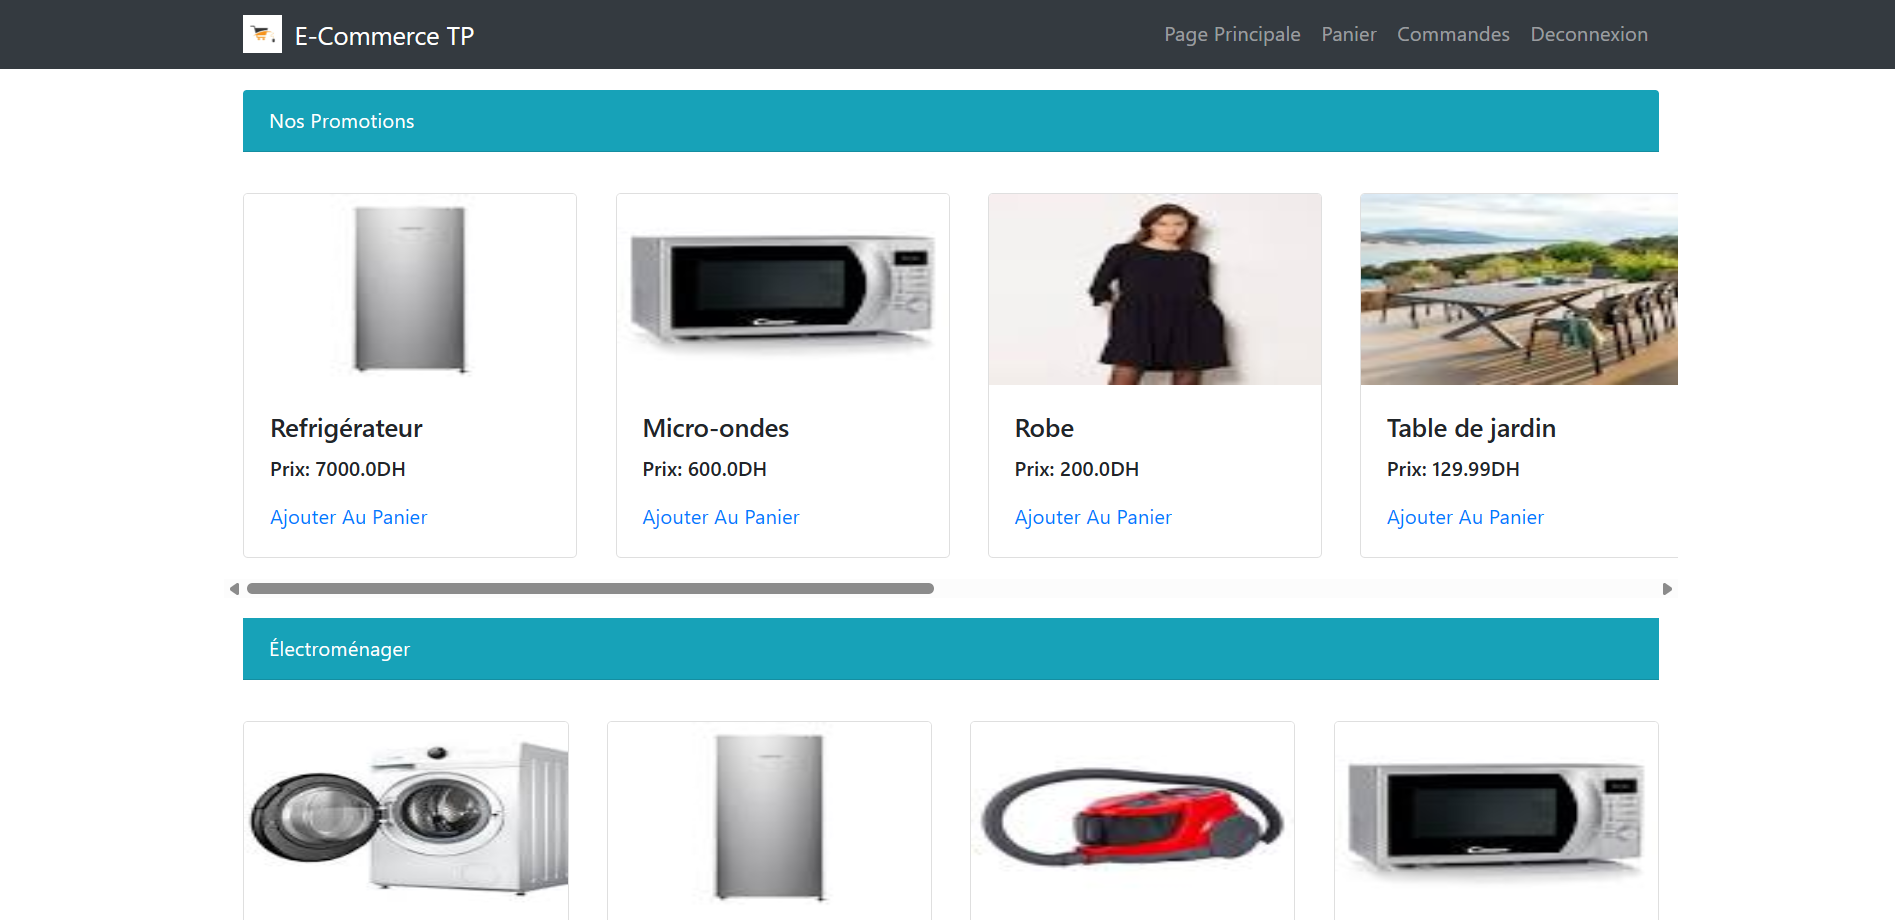 E-Commerce TP
Page Principale Panier Commandes Deconnexion
Nos Promotions
Refrigérateur
Prix: 7000.0DH
Ajouter Au Panier
Micro-ondes
Prix: 600.0DH
Ajouter Au Panier
Robe
Prix: 200.0DH
Ajouter Au Panier
Table de jardin
Prix: 129.99DH
Ajouter Au Panier
Électroménager